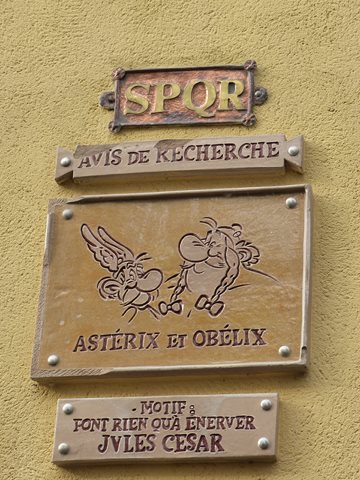 SPQR
AVIS DE RECHERCHE
ASTÉRIX ET OBÉLIX
- MOTIF :
FONT RIEN QU'À ÉNERVER
JVLES CESAR